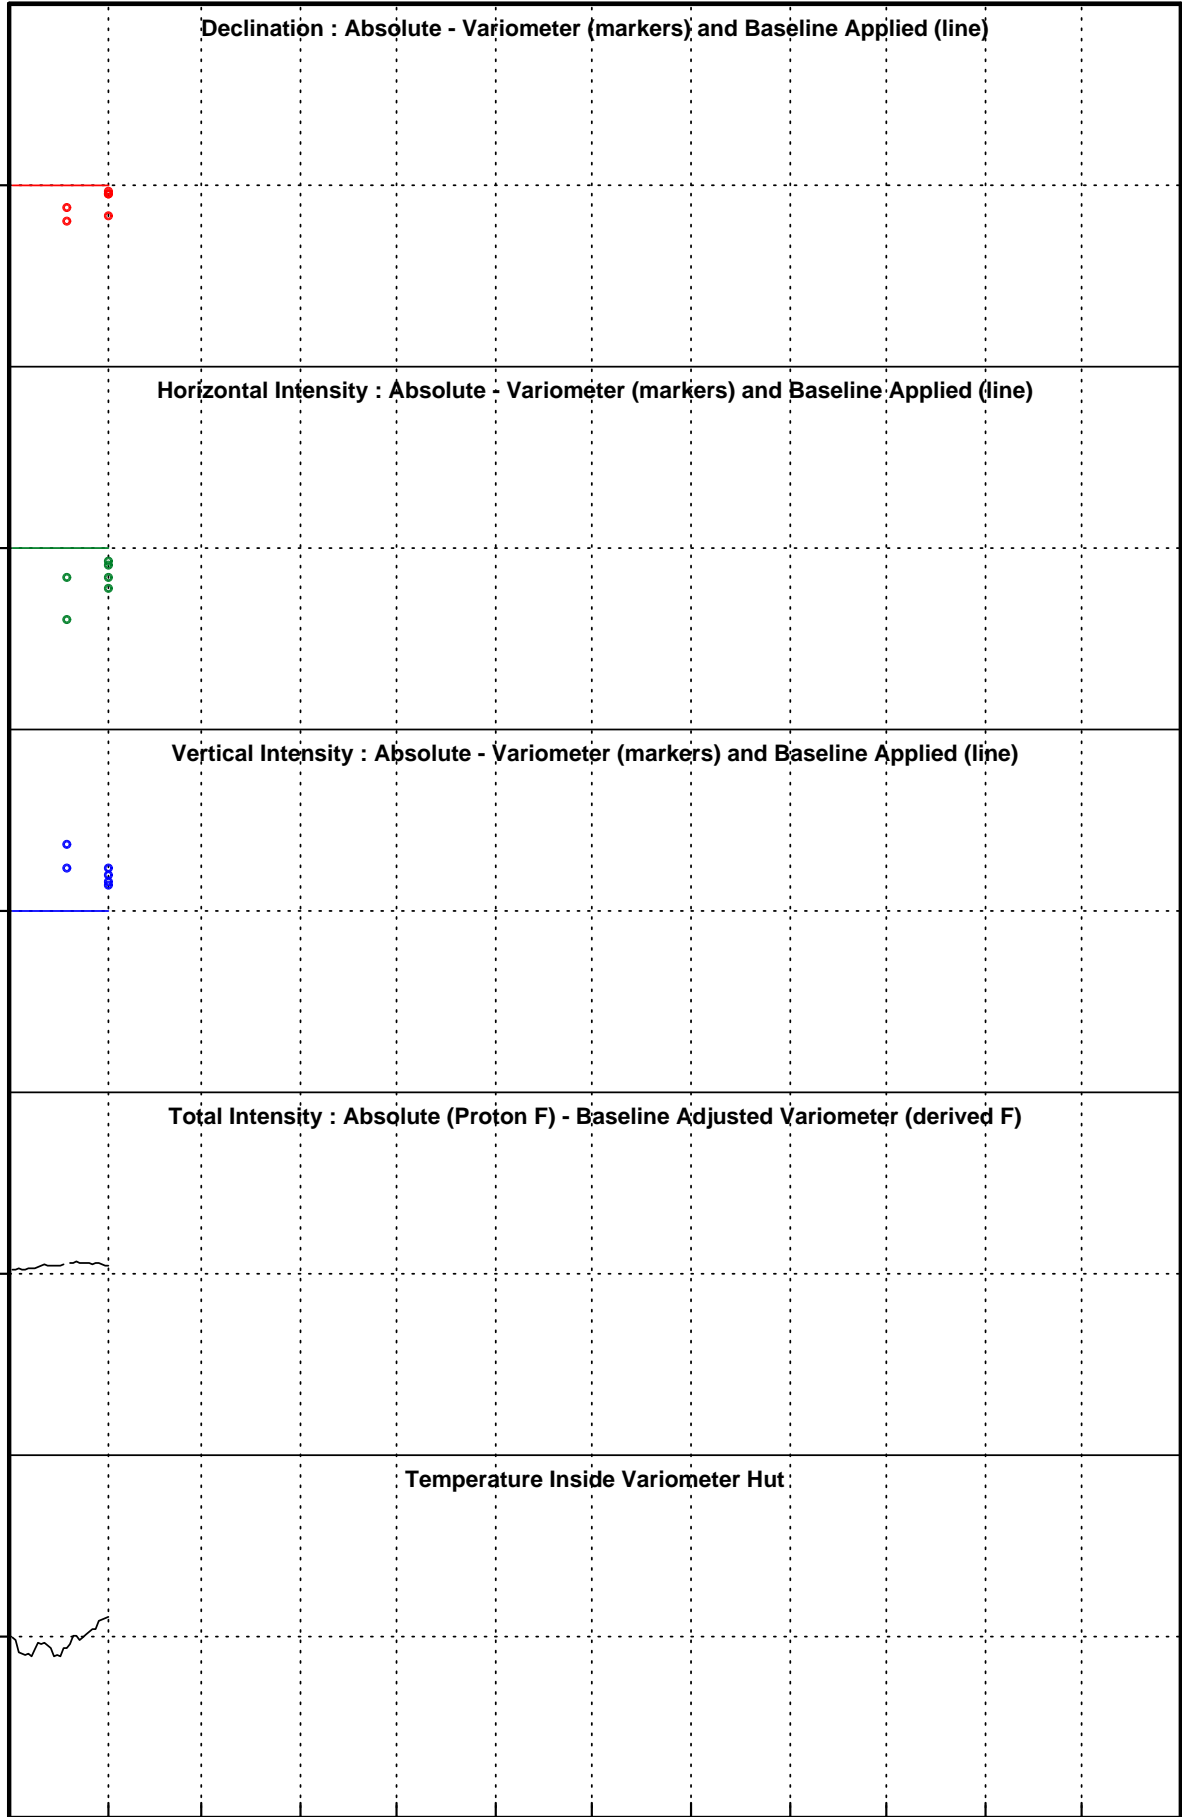 Declination : Absolute - Variometer (markers) and Baseline Applied (line)
Horizontal Intensity : Absolute - Variometer (markers) and Baseline Applied (line)
Vertical Intensity : Absolute - Variometer (markers) and Baseline Applied (line)
Total Intensity : Absolute (Proton F) - Baseline Adjusted Variometer (derived F)
Temperature Inside Variometer Hut